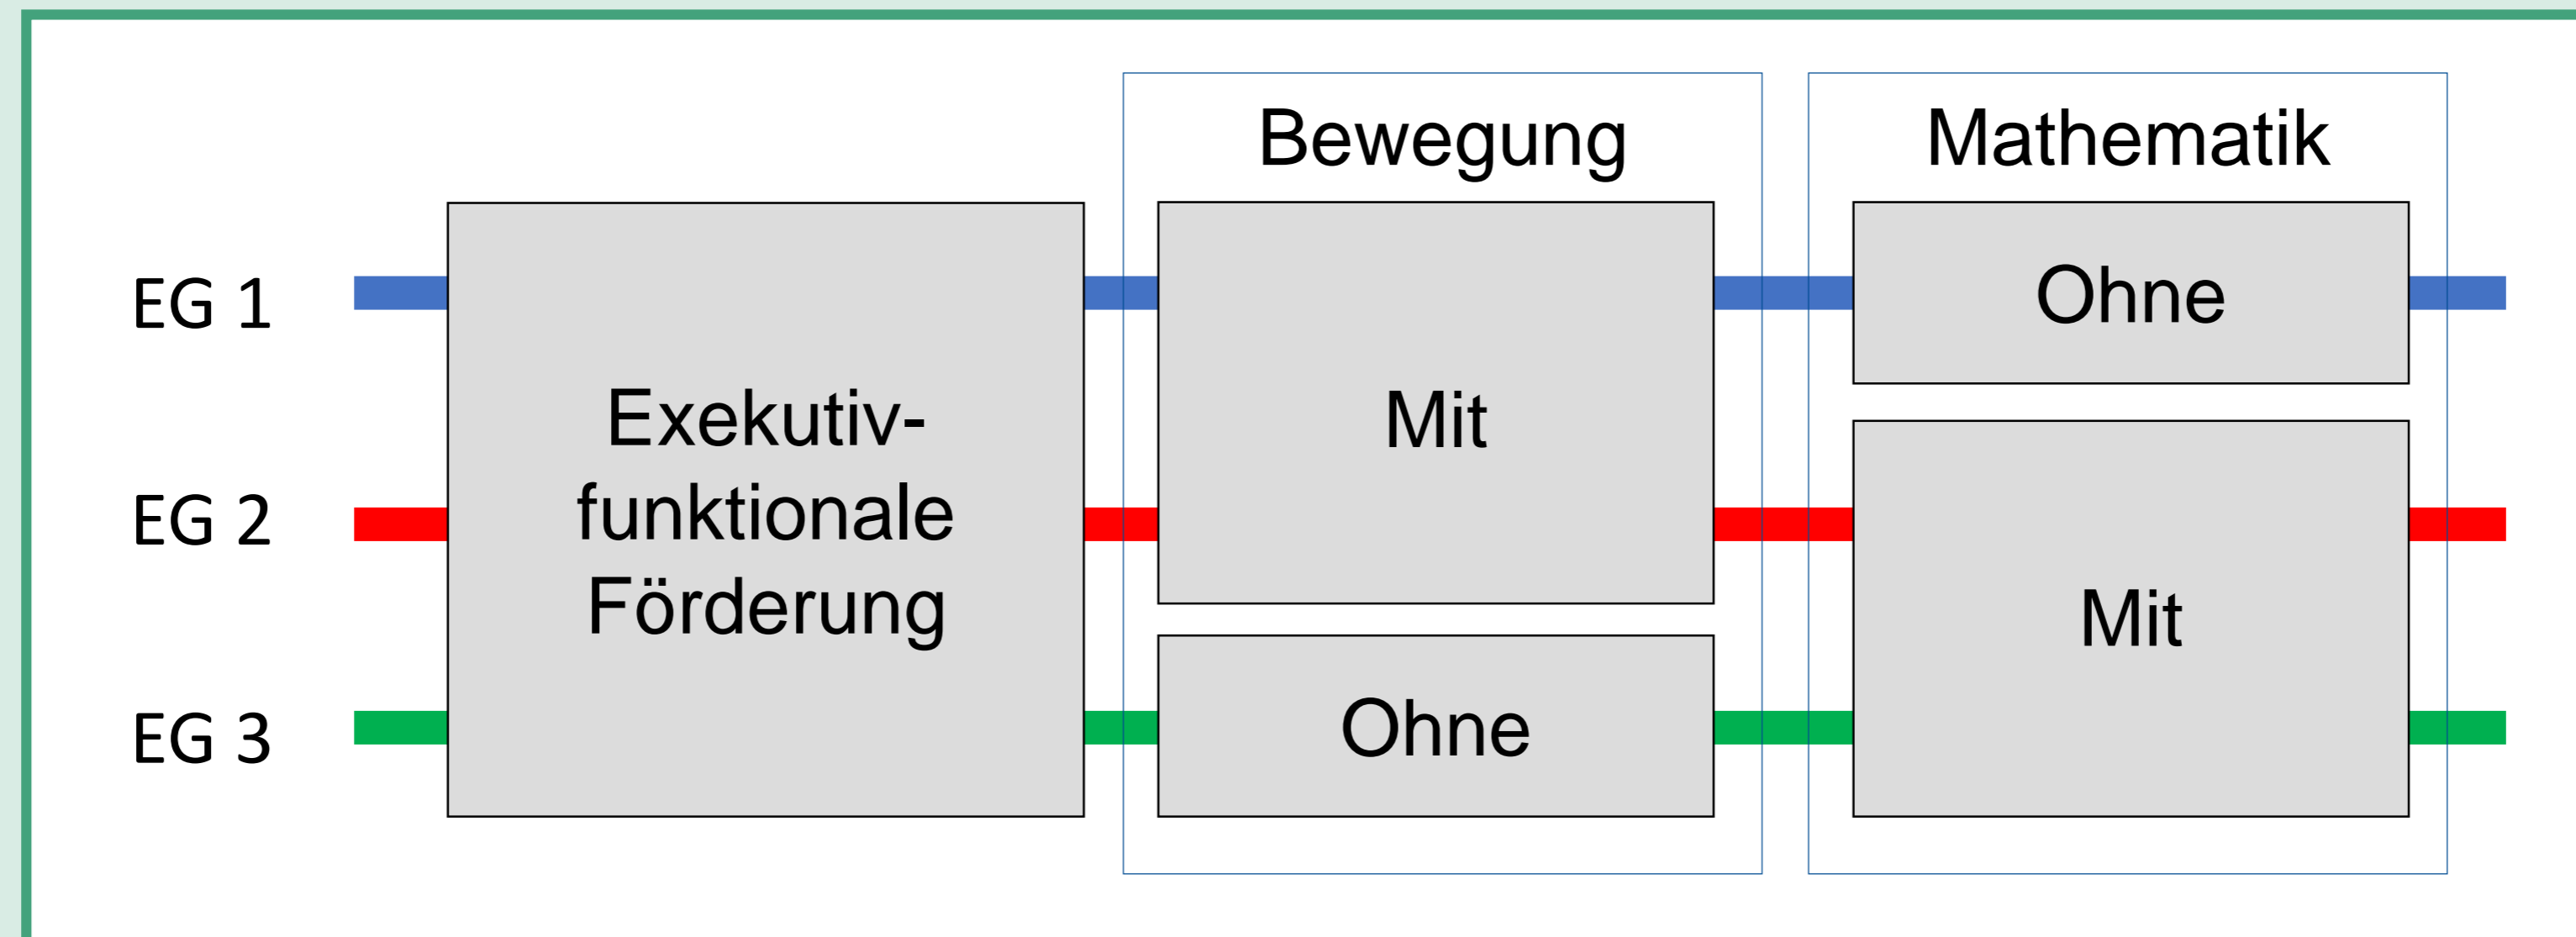 Bewegung
Mathematik
EG 1
EG 2
EG 3
Exekutiv-
funktionale
Förderung
Mit
Ohne
Ohne
Mit